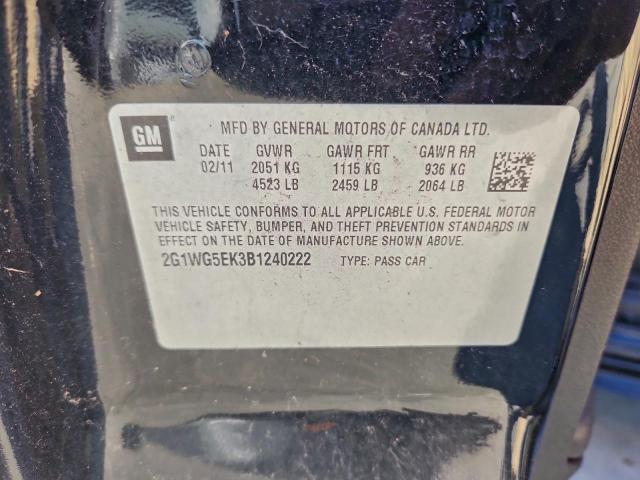 GM
MFD BY GENERAL MOTORS OF CANADA LTD.
DATE GVWR GAWR FRT GAWR RR
02/11 2051 KG 1115 KG 936 KG
4523 LB 2459 LB 2064 LB
THIS VEHICLE CONFORMS TO ALL APPLICABLE U.S. FEDERAL MOTOR
VEHICLE SAFETY, BUMPER, AND THEFT PREVENTION STANDARDS IN
EFFECT ON THE DATE OF MANUFACTURE SHOWN ABOVE.
2G1WG5EK3B1240222 TYPE: PASS CAR